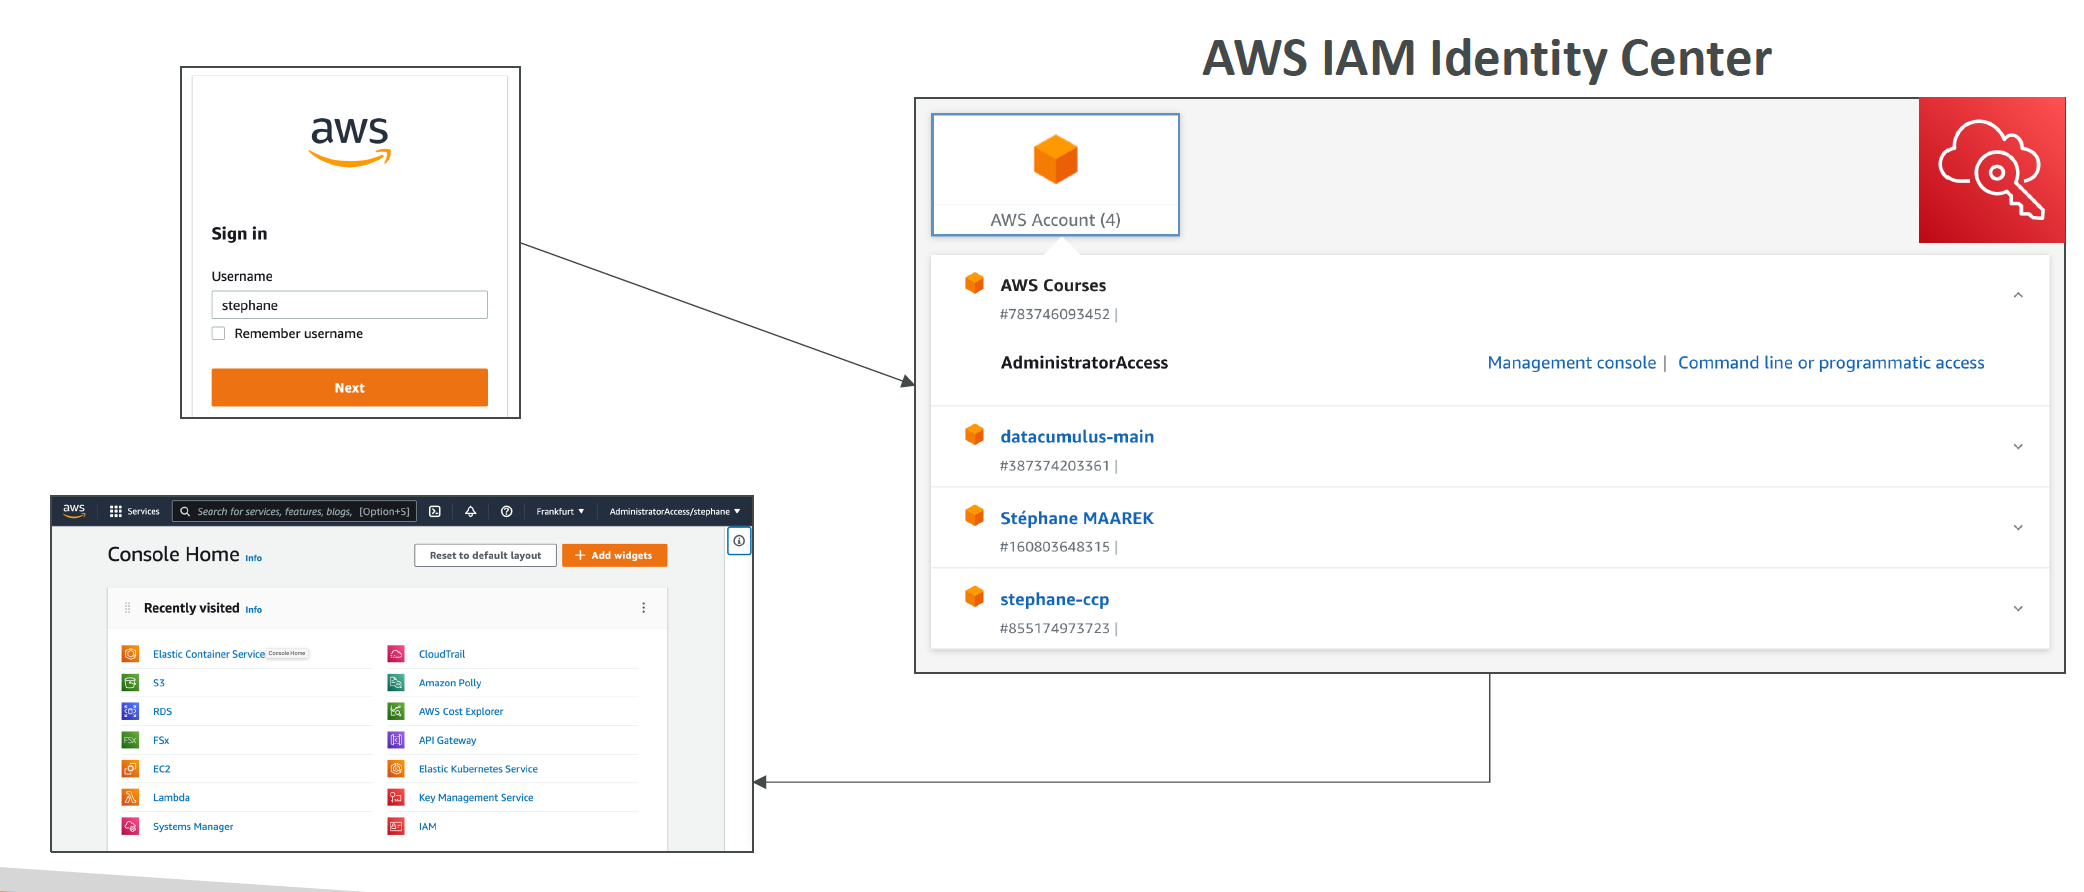 AWS IAM Identity Center
aws
Sign in
Username
stephane
Remember username
Next
AWS Account (4)
AWS Courses
#783746093452 |
AdministratorAccess
Management console | Command line or programmatic access
datacumulus-main
#387374203361 |
Stéphane MAAREK
#160803648315 |
stephane-ccp
#855174973723 |
aws Services Search for services, features, blogs, [Option+S] Frankfurt AdministratorAccess/stephane
Console Home Info
Reset to default layout
+ Add widgets
Recently visited Info
Elastic Container Service Console Home
S3
RDS
FSx FSx
EC2
Lambda
Systems Manager
CloudTrail
Amazon Polly
AWS Cost Explorer
API Gateway
Elastic Kubernetes Service
Key Management Service
IAM